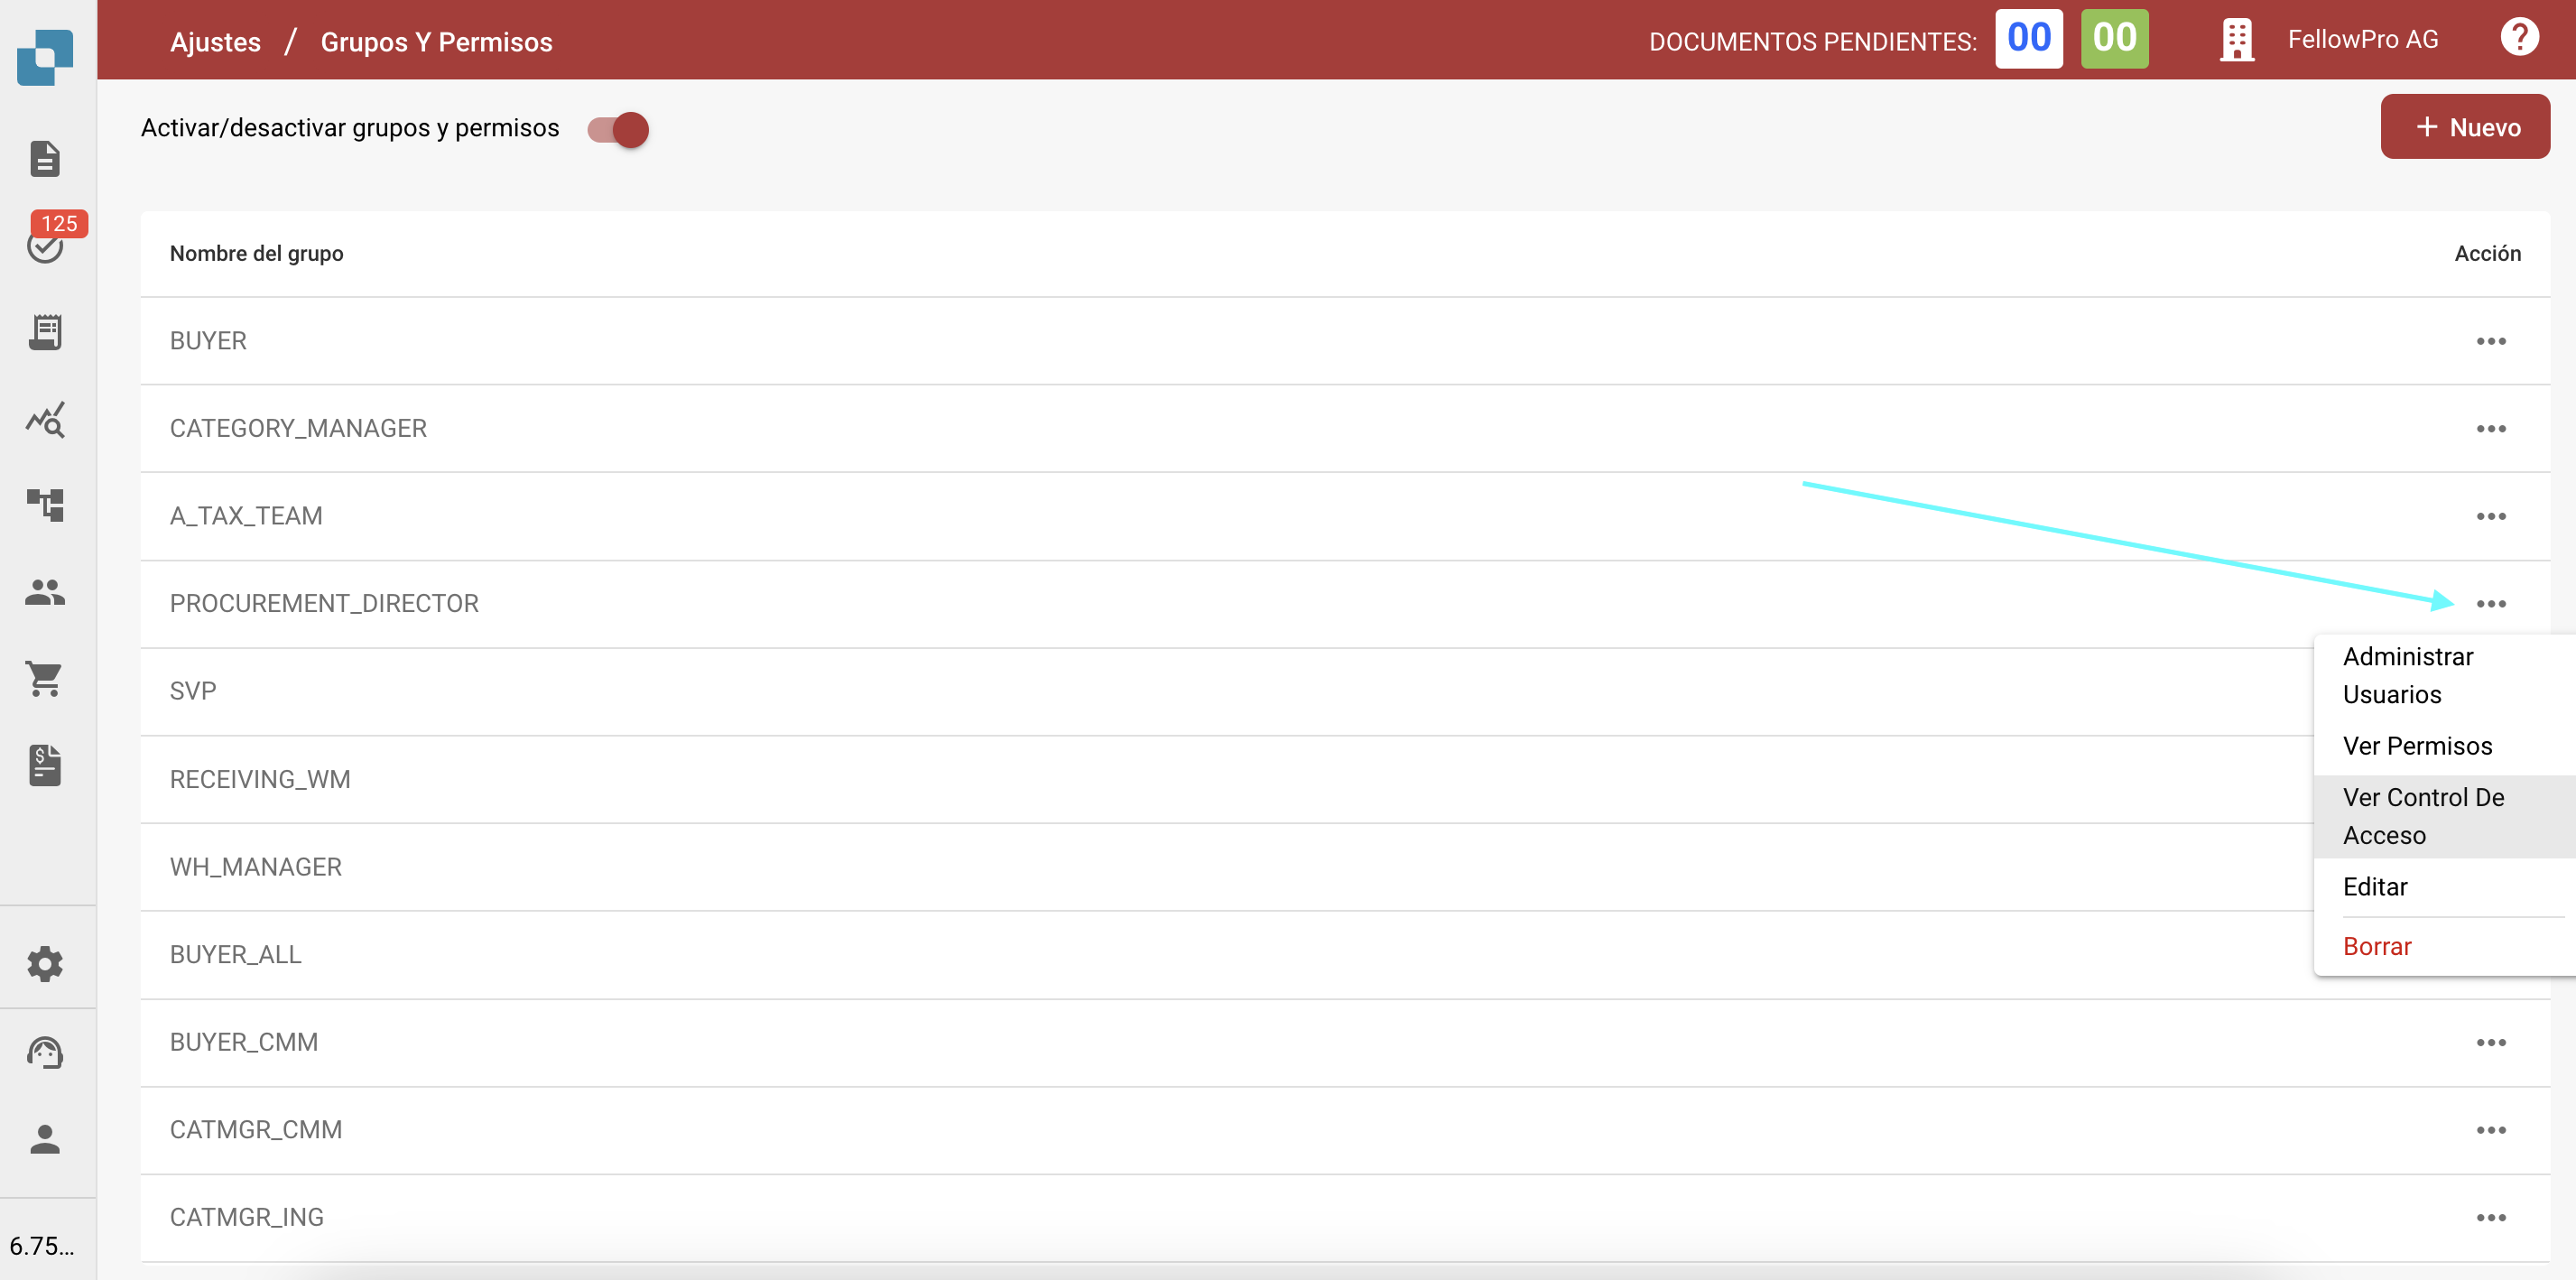 Ajustes / Grupos Y Permisos
DOCUMENTOS PENDIENTES: 00 00 FellowPro AG ?
Activar/desactivar grupos y permisos
+ Nuevo
125
Nombre del grupo Acción
BUYER
CATEGORY_MANAGER
A_TAX_TEAM
PROCUREMENT_DIRECTOR
SVP
RECEIVING_WM
WH_MANAGER
BUYER_ALL
BUYER_CMM
CATMGR_CMM
CATMGR_ING
Administrar
Usuarios
Ver Permisos
Ver Control De
Acceso
Editar
Borrar
6.75...